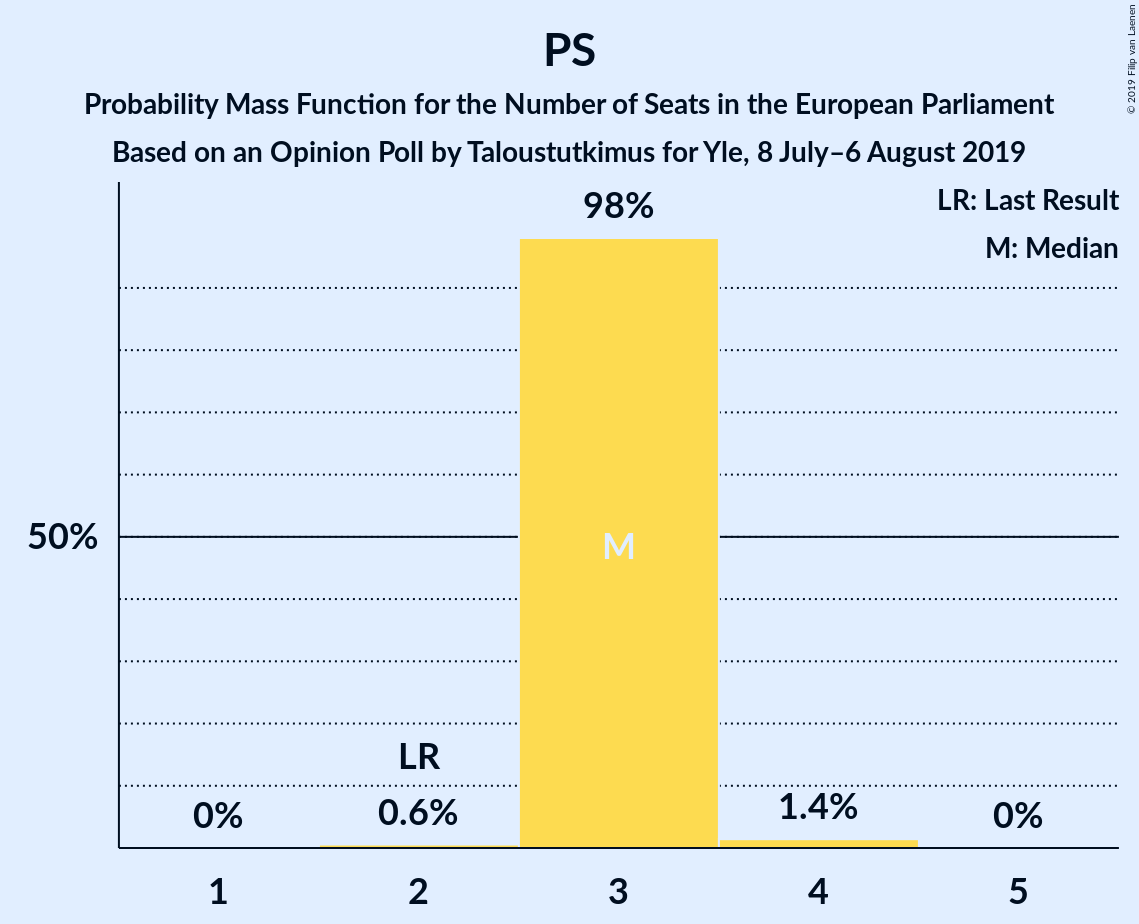 PS
Probability Mass Function for the Number of Seats in the European Parliament
Based on an Opinion Poll by Taloustutkimus for Yle, 8 July–6 August 2019
© 2019 Filip van Laenen
LR: Last Result
M: Median
98%
50%
M
LR
0%
0.6%
1.4%
0%
1
2
3
4
5